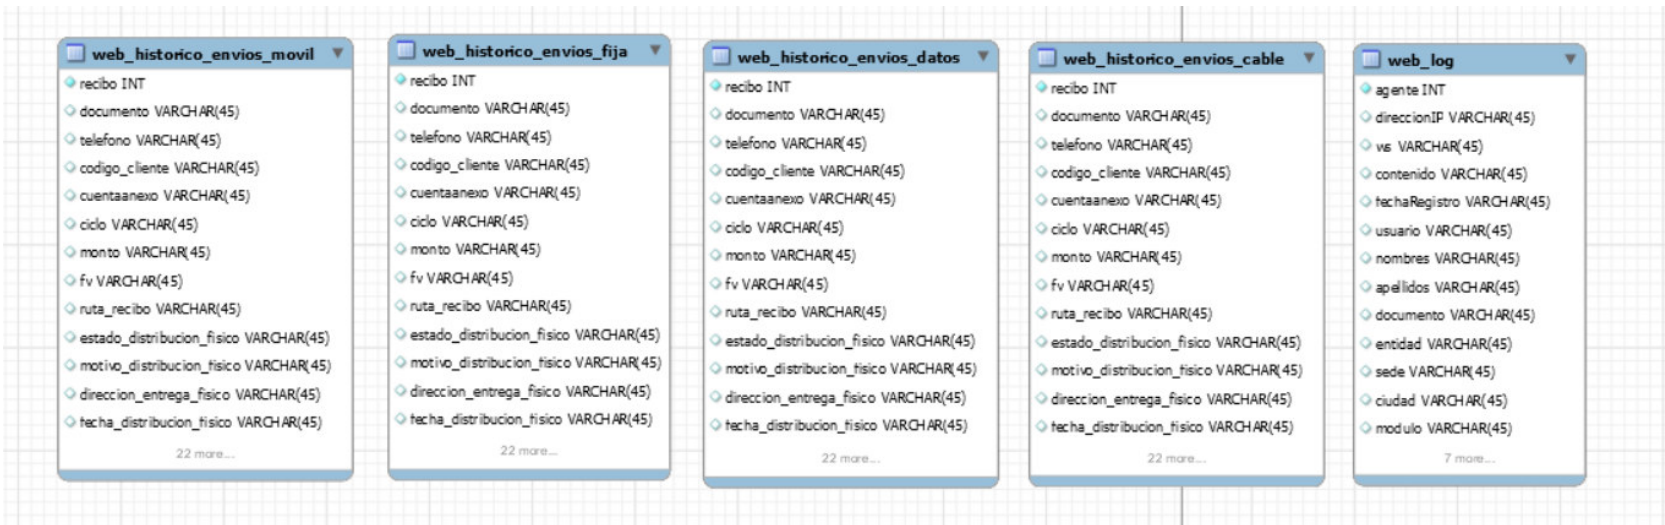 web_historico_envios_movil
recibo INT
documento VARCHAR(45)
telefono VARCHAR(45)
codigo_cliente VARCHAR(45)
cuentaanexo VARCHAR(45)
ciclo VARCHAR(45)
monto VARCHAR(45)
fv VARCHAR(45)
ruta_recibo VARCHAR(45)
estado_distribucion_fisico VARCHAR(45)
motivo_distribucion_fisico VARCHAR(45)
direccion_entrega_fisico VARCHAR(45)
fecha_distribucion_fisico VARCHAR(45)
22 more...
web_historico_envios_fija
recibo INT
documento VARCHAR(45)
telefono VARCHAR(45)
codigo_cliente VARCHAR(45)
cuentaanexo VARCHAR(45)
ciclo VARCHAR(45)
monto VARCHAR(45)
fv VARCHAR(45)
ruta_recibo VARCHAR(45)
estado_distribucion_fisico VARCHAR(45)
motivo_distribucion_fisico VARCHAR(45)
direccion_entrega_fisico VARCHAR(45)
fecha_distribucion_fisico VARCHAR(45)
22 more...
web_historico_envios_datos
recibo INT
documento VARCHAR(45)
telefono VARCHAR(45)
codigo_cliente VARCHAR(45)
cuentaanexo VARCHAR(45)
ciclo VARCHAR(45)
monto VARCHAR(45)
fv VARCHAR(45)
ruta_recibo VARCHAR(45)
estado_distribucion_fisico VARCHAR(45)
motivo_distribucion_fisico VARCHAR(45)
direccion_entrega_fisico VARCHAR(45)
fecha_distribucion_fisico VARCHAR(45)
22 more...
web_historico_envios_cable
recibo INT
documento VARCHAR(45)
telefono VARCHAR(45)
codigo_cliente VARCHAR(45)
cuentaanexo VARCHAR(45)
ciclo VARCHAR(45)
monto VARCHAR(45)
fv VARCHAR(45)
ruta_recibo VARCHAR(45)
estado_distribucion_fisico VARCHAR(45)
motivo_distribucion_fisico VARCHAR(45)
direccion_entrega_fisico VARCHAR(45)
fecha_distribucion_fisico VARCHAR(45)
22 more...
web_log
agente INT
direccionIP VARCHAR(45)
ws VARCHAR(45)
contenido VARCHAR(45)
fechaRegistro VARCHAR(45)
usuario VARCHAR(45)
nombres VARCHAR(45)
apellidos VARCHAR(45)
documento VARCHAR(45)
entidad VARCHAR(45)
sede VARCHAR(45)
ciudad VARCHAR(45)
modulo VARCHAR(45)
7 more...